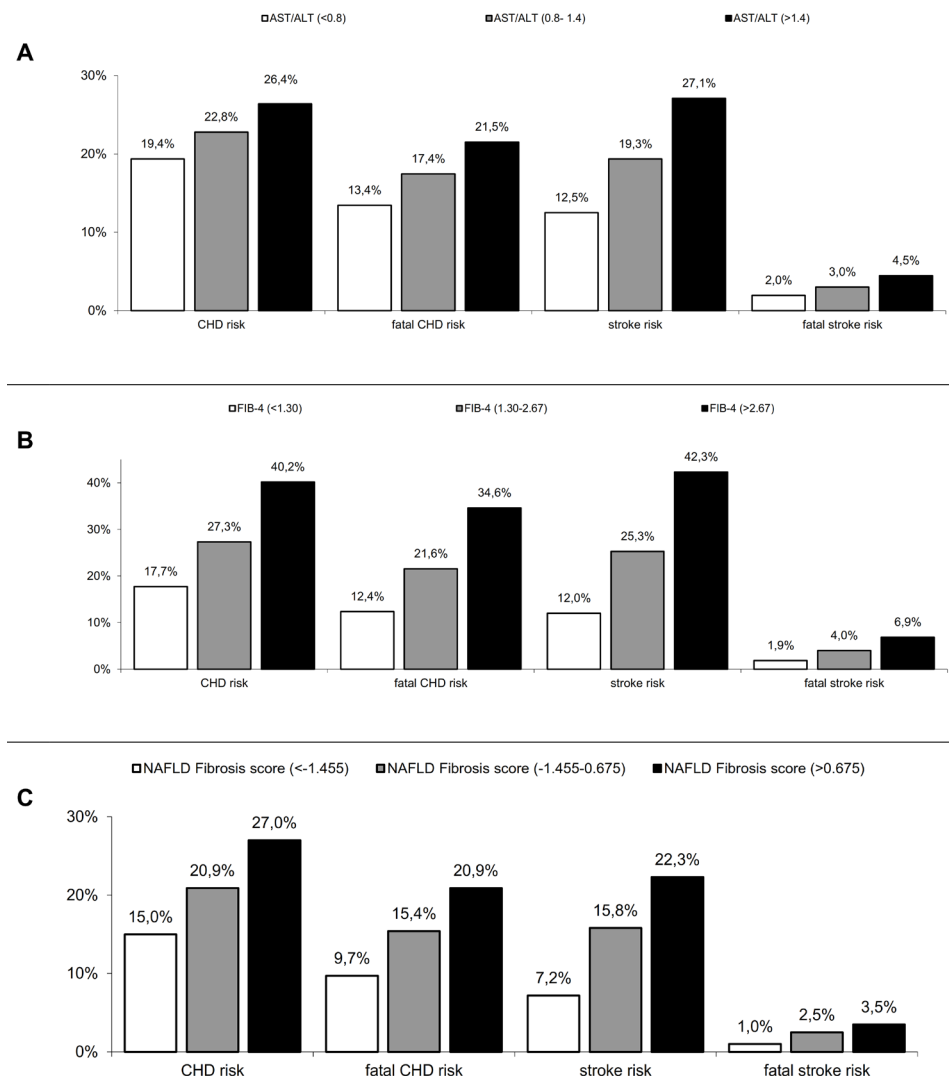 AST/ALT (<0.8) AST/ALT (0.8- 1.4) AST/ALT (>1.4)
A
30%
20%
10%
0%
19,4% 22,8% 26,4%
13,4% 17,4% 21,5%
12,5% 19,3% 27,1%
2,0% 3,0% 4,5%
CHD risk fatal CHD risk stroke risk fatal stroke risk
FIB-4 (<1.30) FIB-4 (1.30-2.67) FIB-4 (>2.67)
B
40%
30%
20%
10%
0%
17,7% 27,3% 40,2%
12,4% 21,6% 34,6%
12,0% 25,3% 42,3%
1,9% 4,0% 6,9%
CHD risk fatal CHD risk stroke risk fatal stroke risk
NAFLD Fibrosis score (<-1.455) NAFLD Fibrosis score (-1.455-0.675) NAFLD Fibrosis score (>0.675)
C
30%
20%
10%
0%
15,0% 20,9% 27,0%
9,7% 15,4% 20,9%
7,2% 15,8% 22,3%
1,0% 2,5% 3,5%
CHD risk fatal CHD risk stroke risk fatal stroke risk